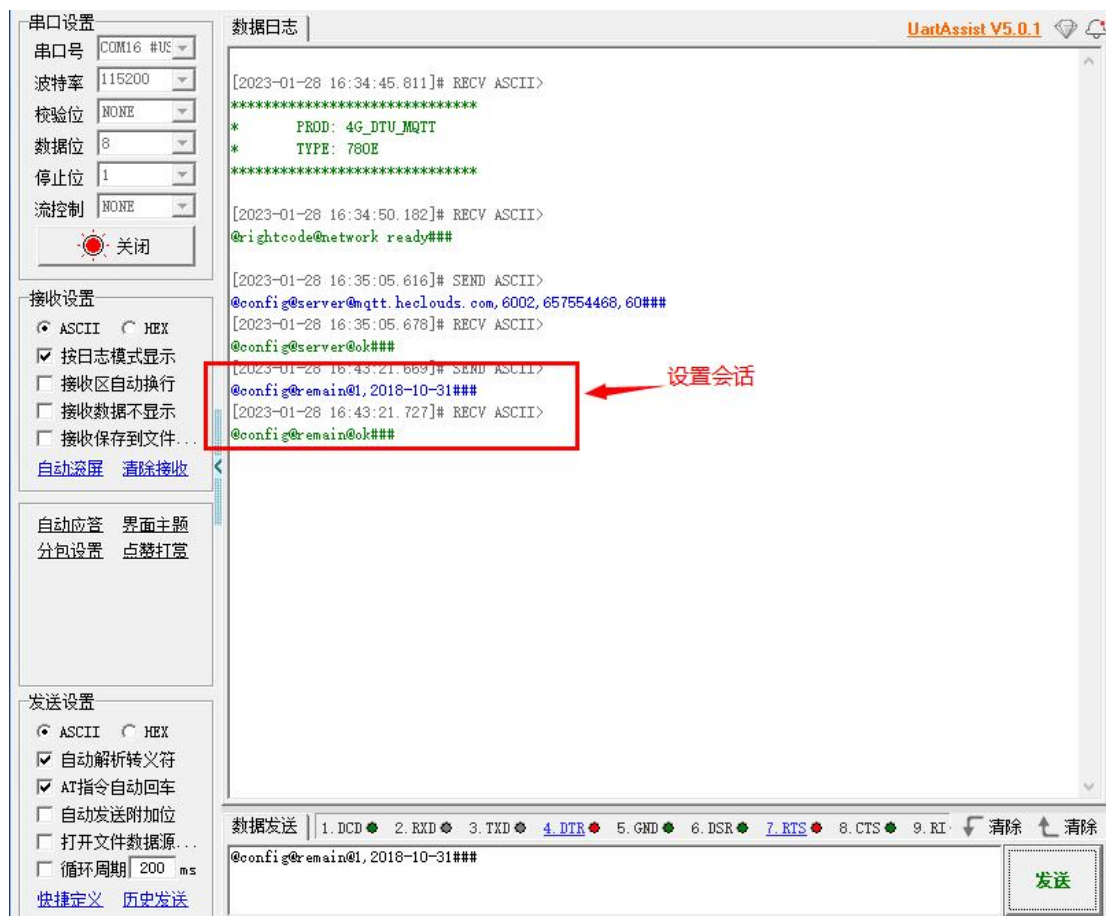 串口设置
串口号 COM16 #US
波特率 115200
校验位 NONE
数据位 8
停止位 1
流控制 NONE
关闭
接收设置
ASCII HEX
按日志模式显示
接收区自动换行
接收数据不显示
接收保存到文件...
自动滚屏 清除接收
自动应答 界面主题
分包设置 点赞打赏
发送设置
ASCII HEX
自动解析转义符
AT指令自动回车
自动发送附加位
打开文件数据源...
循环周期 200 ms
快捷定义 历史发送
数据日志 UartAssist V5.0.1
[2023-01-28 16:34:45.811]# RECV ASCII>
******************************
* PROD: 4G_DTU_MQTT
* TYPE: 780E
******************************
[2023-01-28 16:34:50.182]# RECV ASCII>
@rightcode@network ready###
[2023-01-28 16:35:05.616]# SEND ASCII>
@config@server@mqtt.heclouds.com,6002,657554468,60###
[2023-01-28 16:35:05.678]# RECV ASCII>
@config@server@ok###
[2023-01-28 16:43:21.669]# SEND ASCII>
@config@remain@1,2018-10-31###
[2023-01-28 16:43:21.727]# RECV ASCII>
@config@remain@ok###
设置会话
数据发送 1.DCD 2.RXD 3.TXD 4.DTR 5.GND 6.DSR 7.RTS 8.CTS 9.RI 清除 清除
@config@remain@1,2018-10-31###
发送